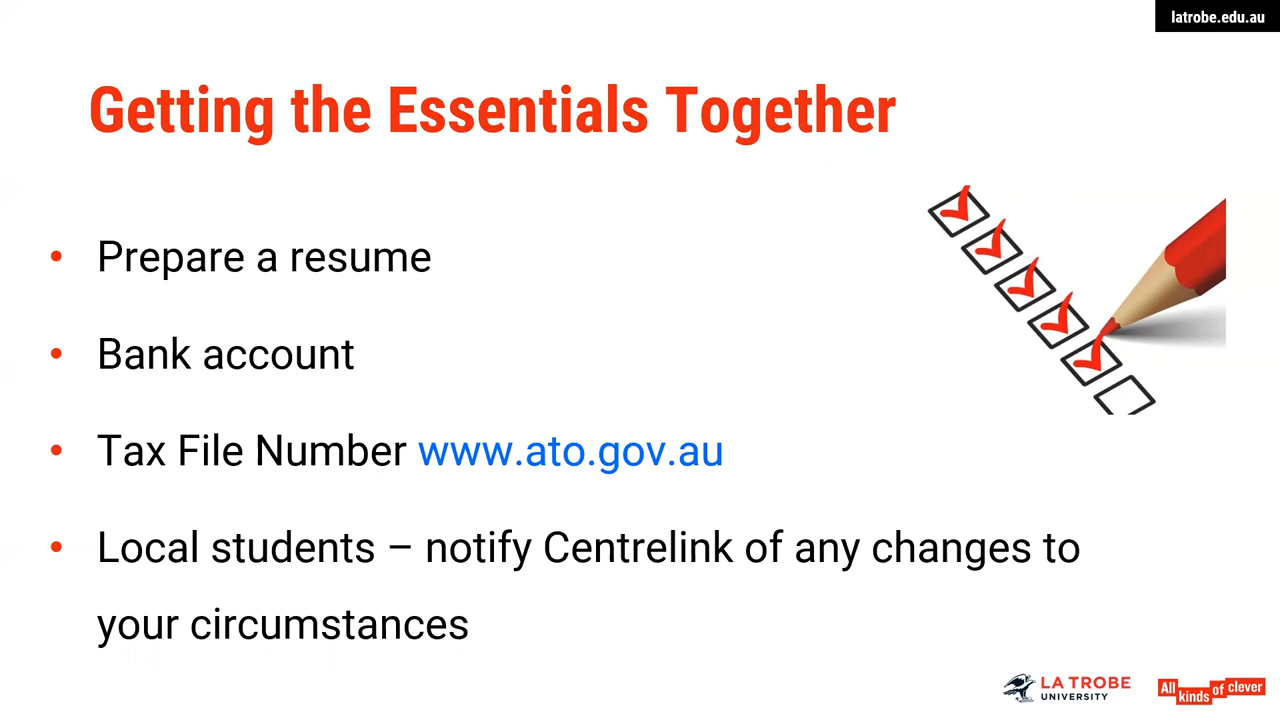 latrobe.edu.au
Getting the Essentials Together
• Prepare a resume
• Bank account
• Tax File Number www.ato.gov.au
• Local students – notify Centrelink of any changes to
your circumstances
LA TROBE
UNIVERSITY
All kinds of clever